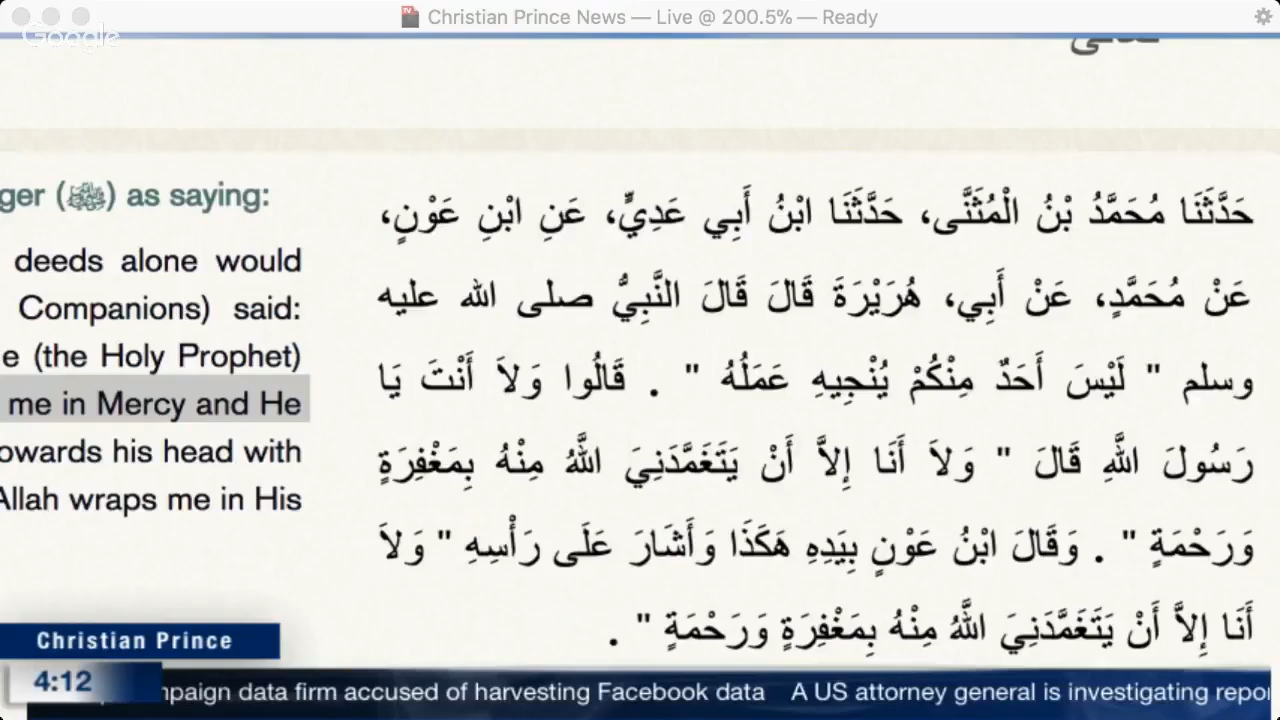 Christian Prince News — Live @ 200.5% — Ready
Google
ger (ﷺ) as saying:
deeds alone would
Companions) said:
e (the Holy Prophet)
me in Mercy and He
owards his head with
Allah wraps me in His
حَدَّثَنَا مُحَمَّدُ بْنُ الْمُثَنَّى، حَدَّثَنَا ابْنُ أَبِي عَدِيٍّ، عَنِ ابْنِ عَوْنٍ،
عَنْ مُحَمَّدٍ، عَنْ أَبِي، هُرَيْرَةَ قَالَ قَالَ النَّبِيُّ صلى الله عليه
وسلم " لَيْسَ أَحَدٌ مِنْكُمْ يُنْجِيهِ عَمَلُهُ " . قَالُوا وَلاَ أَنْتَ يَا
رَسُولَ اللَّهِ قَالَ " وَلاَ أَنَا إِلاَّ أَنْ يَتَغَمَّدَنِيَ اللَّهُ مِنْهُ بِمَغْفِرَةٍ
وَرَحْمَةٍ " . وَقَالَ ابْنُ عَوْنٍ بِيَدِهِ هَكَذَا وَأَشَارَ عَلَى رَأْسِهِ " وَلاَ
أَنَا إِلاَّ أَنْ يَتَغَمَّدَنِيَ اللَّهُ مِنْهُ بِمَغْفِرَةٍ وَرَحْمَةٍ " .
Christian Prince
4:12
paign data firm accused of harvesting Facebook data A US attorney general is investigating repo